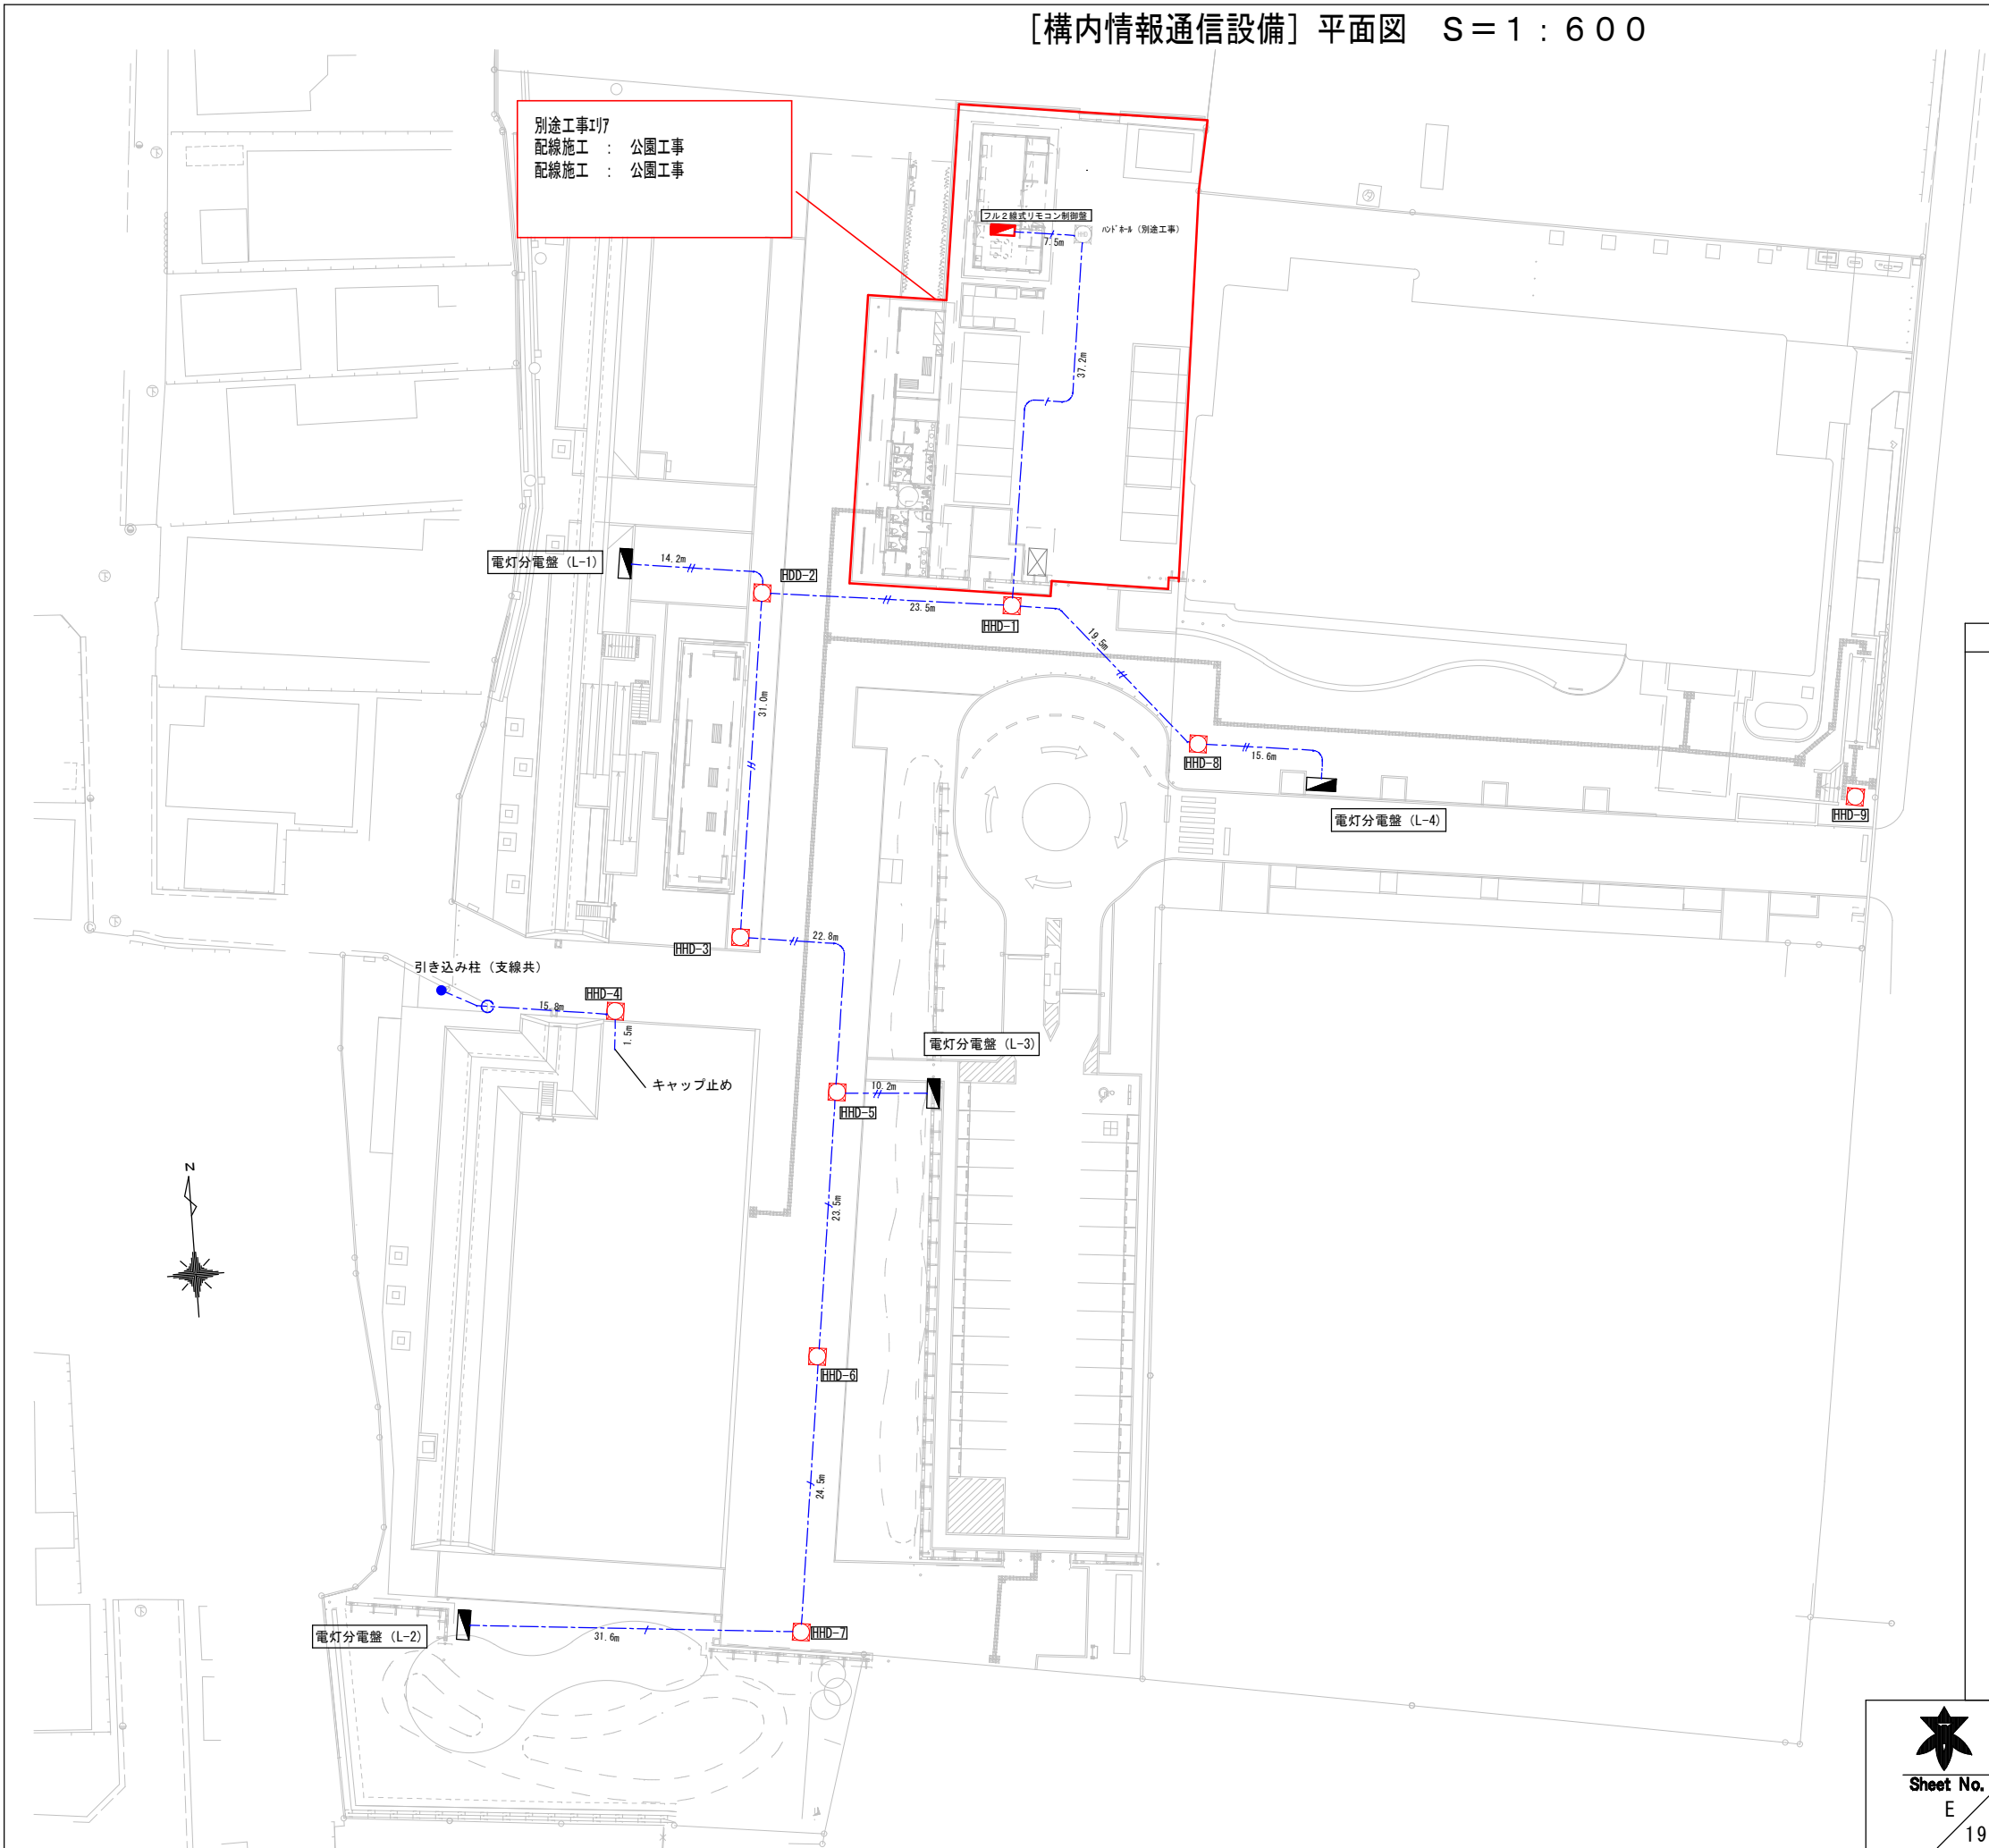 [構内情報通信設備] 平面図　S＝1：600
別途工事ｴﾘｱ
配線施工　：　公園工事
配線施工　：　公園工事
フル2線式リモコン制御盤
HHD
ﾊﾝﾄﾞﾎｰﾙ（別途工事）
7.5m
37.2m
電灯分電盤（L-1）
14.2m
HDD-2
23.5m
HHD-1
19.5m
31.0m
HHD-8
15.6m
電灯分電盤（L-4）
HHD-9
HHD-3
22.8m
引き込み柱（支線共）
15.8m
HHD-4
1.5m
キャップ止め
電灯分電盤（L-3）
10.2m
HHD-5
N
23.5m
HHD-6
24.5m
電灯分電盤（L-2）
31.6m
HHD-7
Sheet No.
E
19